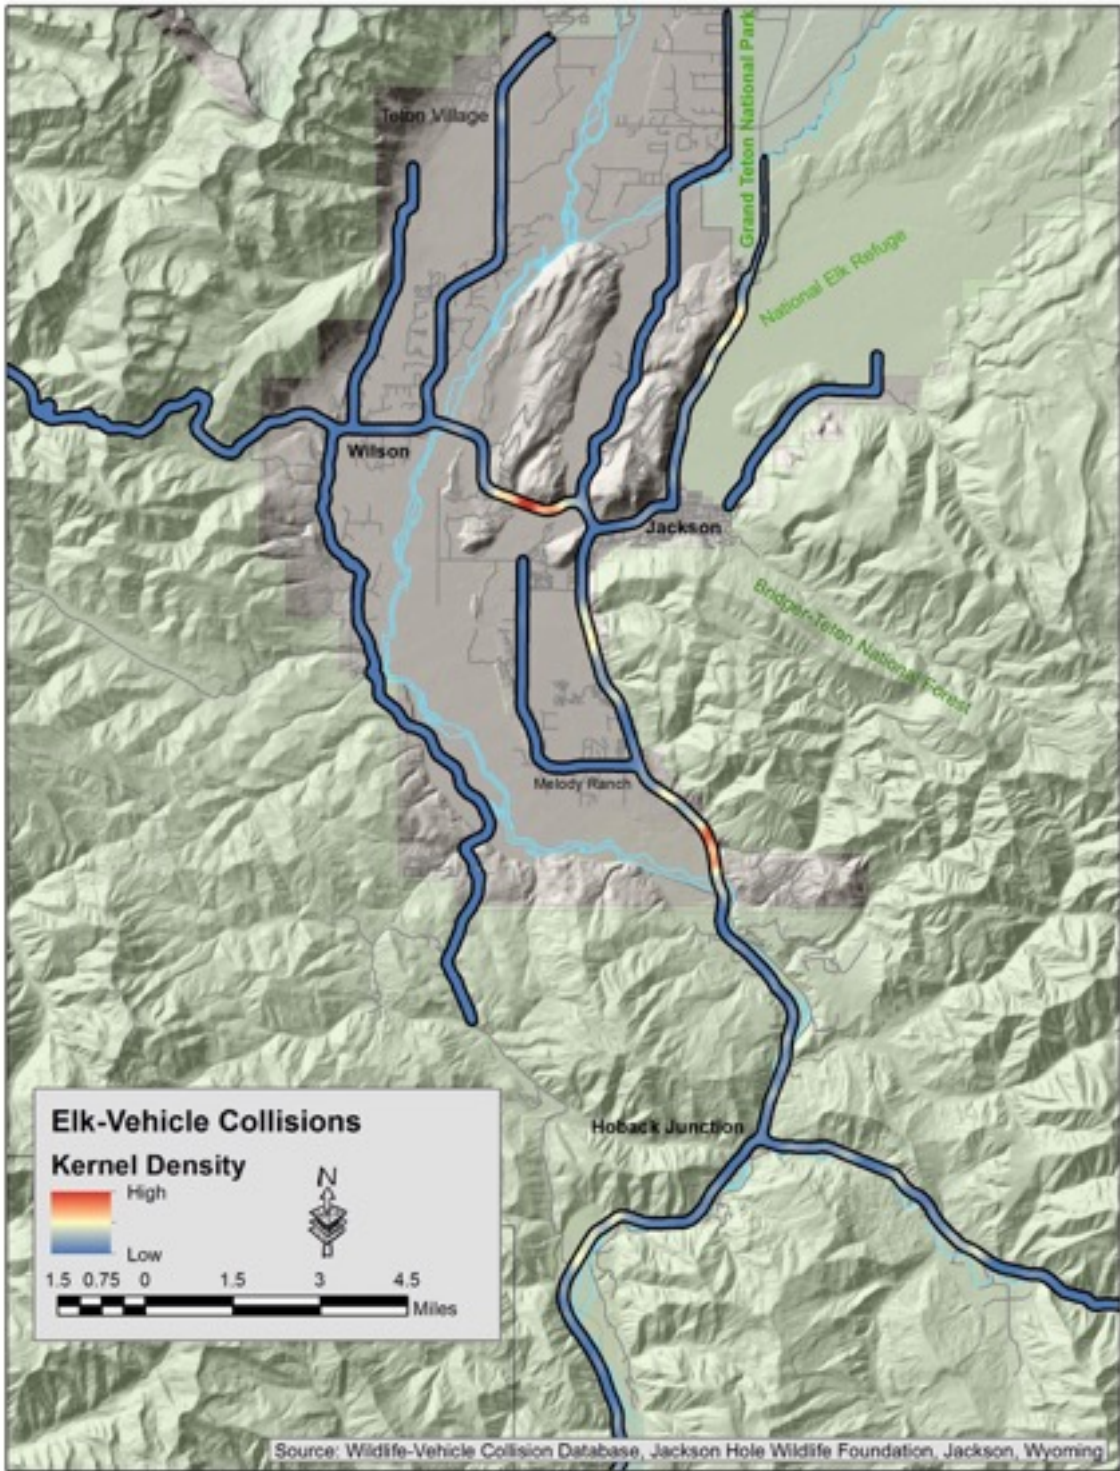 Grand Teton National Park
Teton Village
National Elk Refuge
Wilson
Jackson
Bridger-Teton National Forest
Melody Ranch
Hoback Junction
Elk-Vehicle Collisions
Kernel Density
High
Low
N
1.5 0.75 0 1.5 3 4.5
Miles
Source: Wildlife-Vehicle Collision Database, Jackson Hole Wildlife Foundation, Jackson, Wyoming